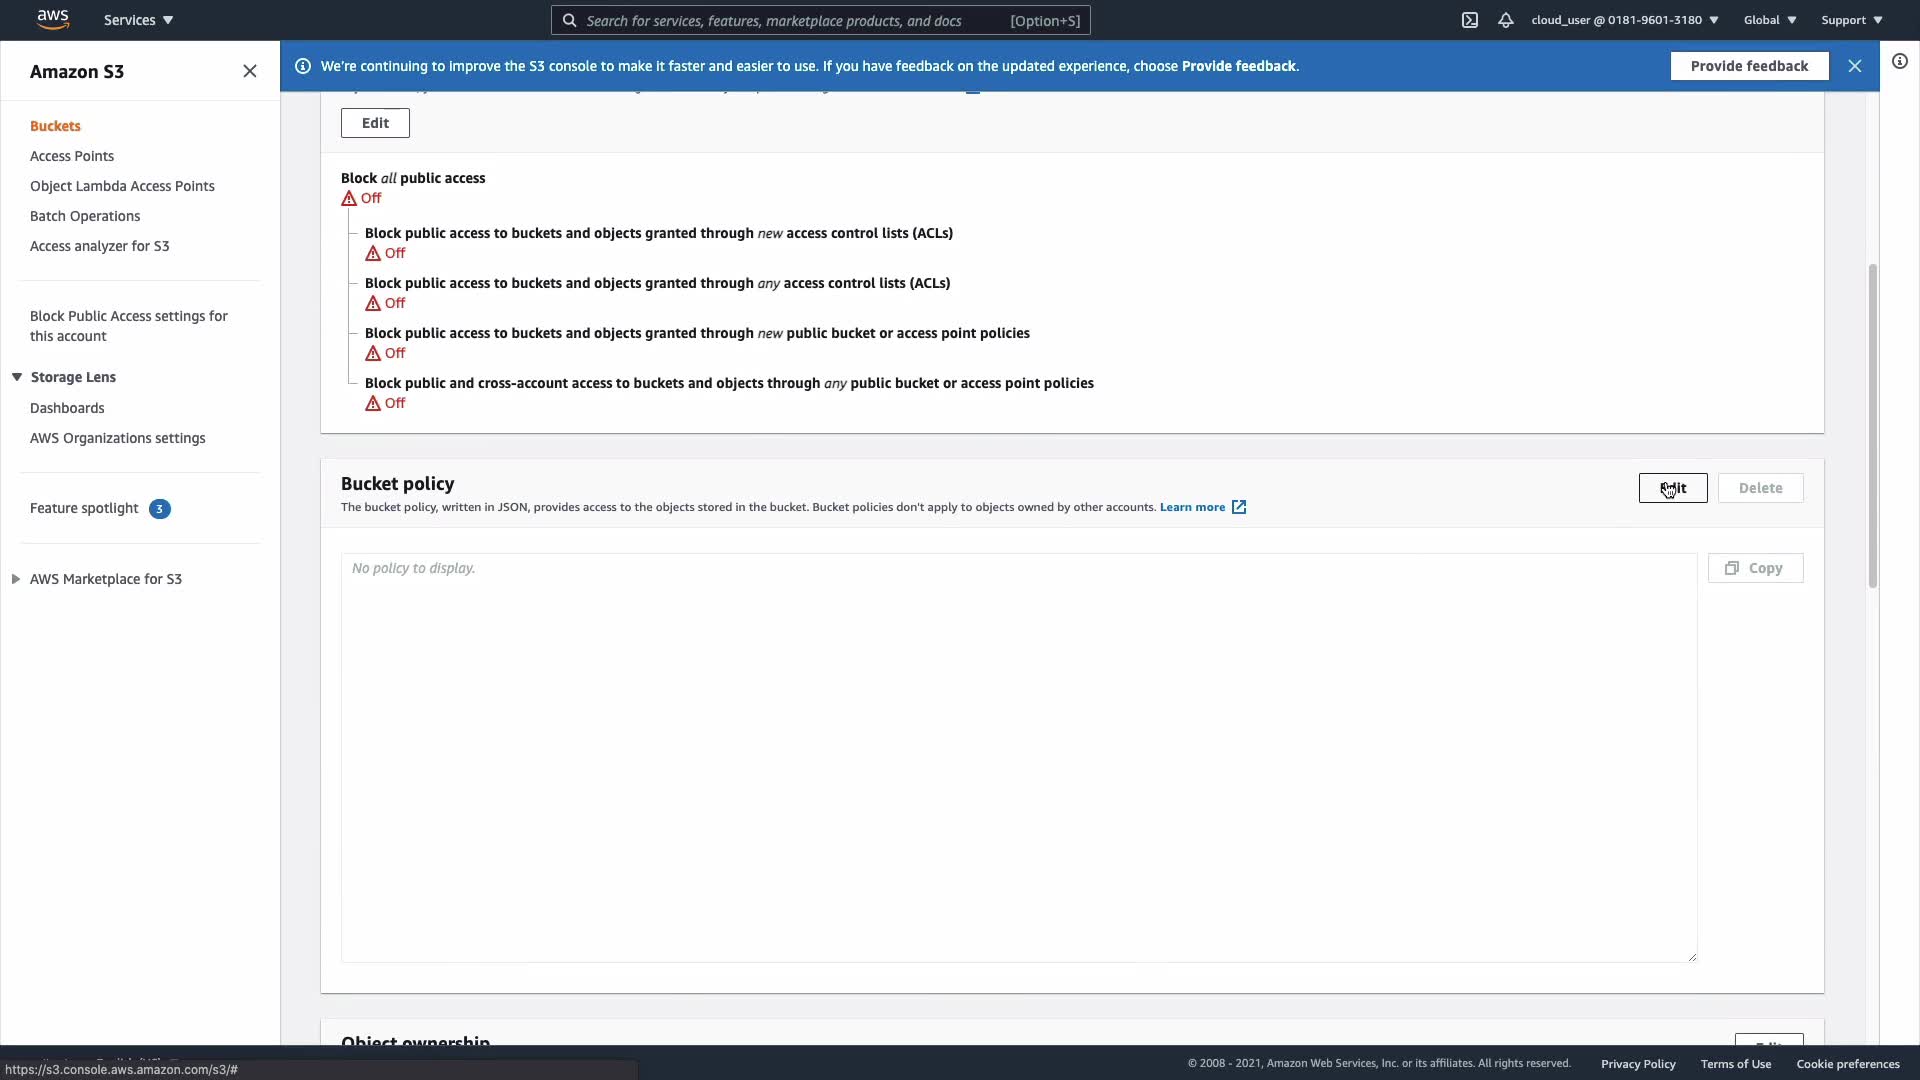 aws
Services
Search for services, features, marketplace products, and docs
[Option+S]
cloud_user @ 0181-9601-3180
Global
Support
Amazon S3
We're continuing to improve the S3 console to make it faster and easier to use. If you have feedback on the updated experience, choose Provide feedback.
Provide feedback
Buckets
Access Points
Object Lambda Access Points
Batch Operations
Access analyzer for S3
Block Public Access settings for
this account
Storage Lens
Dashboards
AWS Organizations settings
Feature spotlight 3
AWS Marketplace for S3
Edit
Block all public access
Off
Block public access to buckets and objects granted through new access control lists (ACLs)
Off
Block public access to buckets and objects granted through any access control lists (ACLs)
Off
Block public access to buckets and objects granted through new public bucket or access point policies
Off
Block public and cross-account access to buckets and objects through any public bucket or access point policies
Off
Bucket policy
The bucket policy, written in JSON, provides access to the objects stored in the bucket. Bucket policies don't apply to objects owned by other accounts. Learn more
Edit
Delete
No policy to display.
Copy
Object ownership
Edit
https://s3.console.aws.amazon.com/s3/#
© 2008 - 2021, Amazon Web Services, Inc. or its affiliates. All rights reserved.
Privacy Policy
Terms of Use
Cookie preferences